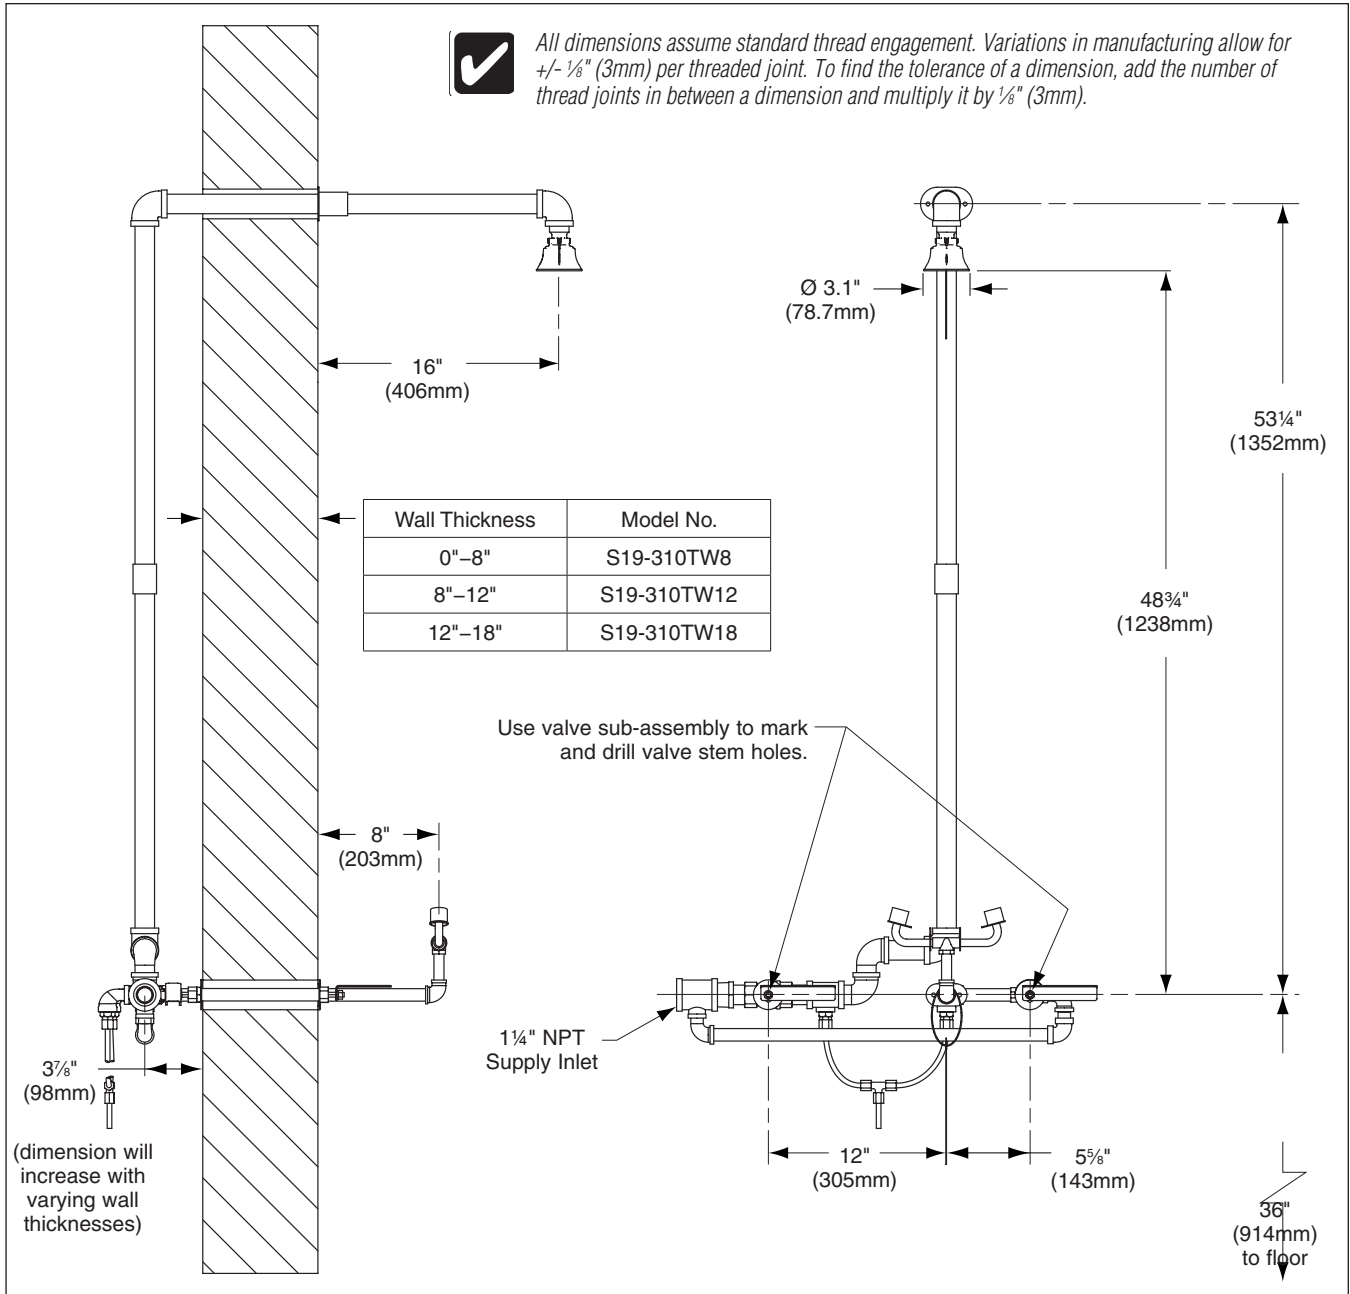 All dimensions assume standard thread engagement. Variations in manufacturing allow for
+/- ⅛" (3mm) per threaded joint. To find the tolerance of a dimension, add the number of
thread joints in between a dimension and multiply it by ⅛" (3mm).
Ø 3.1"
(78.7mm)
16"
(406mm)
53¼"
(1352mm)
Wall Thickness Model No.
0"–8" S19-310TW8
8"–12" S19-310TW12
12"–18" S19-310TW18
48¾"
(1238mm)
Use valve sub-assembly to mark
and drill valve stem holes.
8"
(203mm)
1¼" NPT
Supply Inlet
3⅞"
(98mm)
(dimension will
increase with
varying wall
thicknesses)
12"
(305mm)
5⅝"
(143mm)
36"
(914mm)
to floor